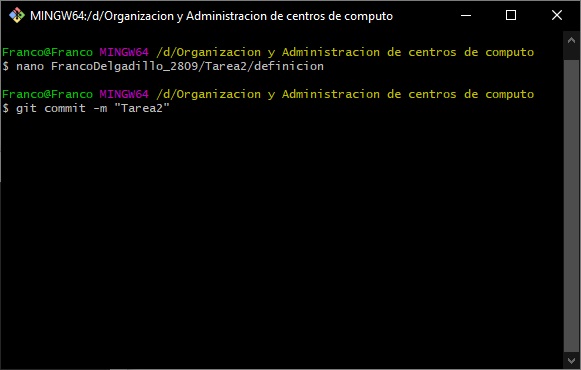 MINGW64:/d/Organizacion y Administracion de centros de computo
Franco@Franco MINGW64 /d/Organizacion y Administracion de centros de computo
$ nano FrancoDelgadillo_2809/Tarea2/definicion
Franco@Franco MINGW64 /d/Organizacion y Administracion de centros de computo
$ git commit -m "Tarea2"